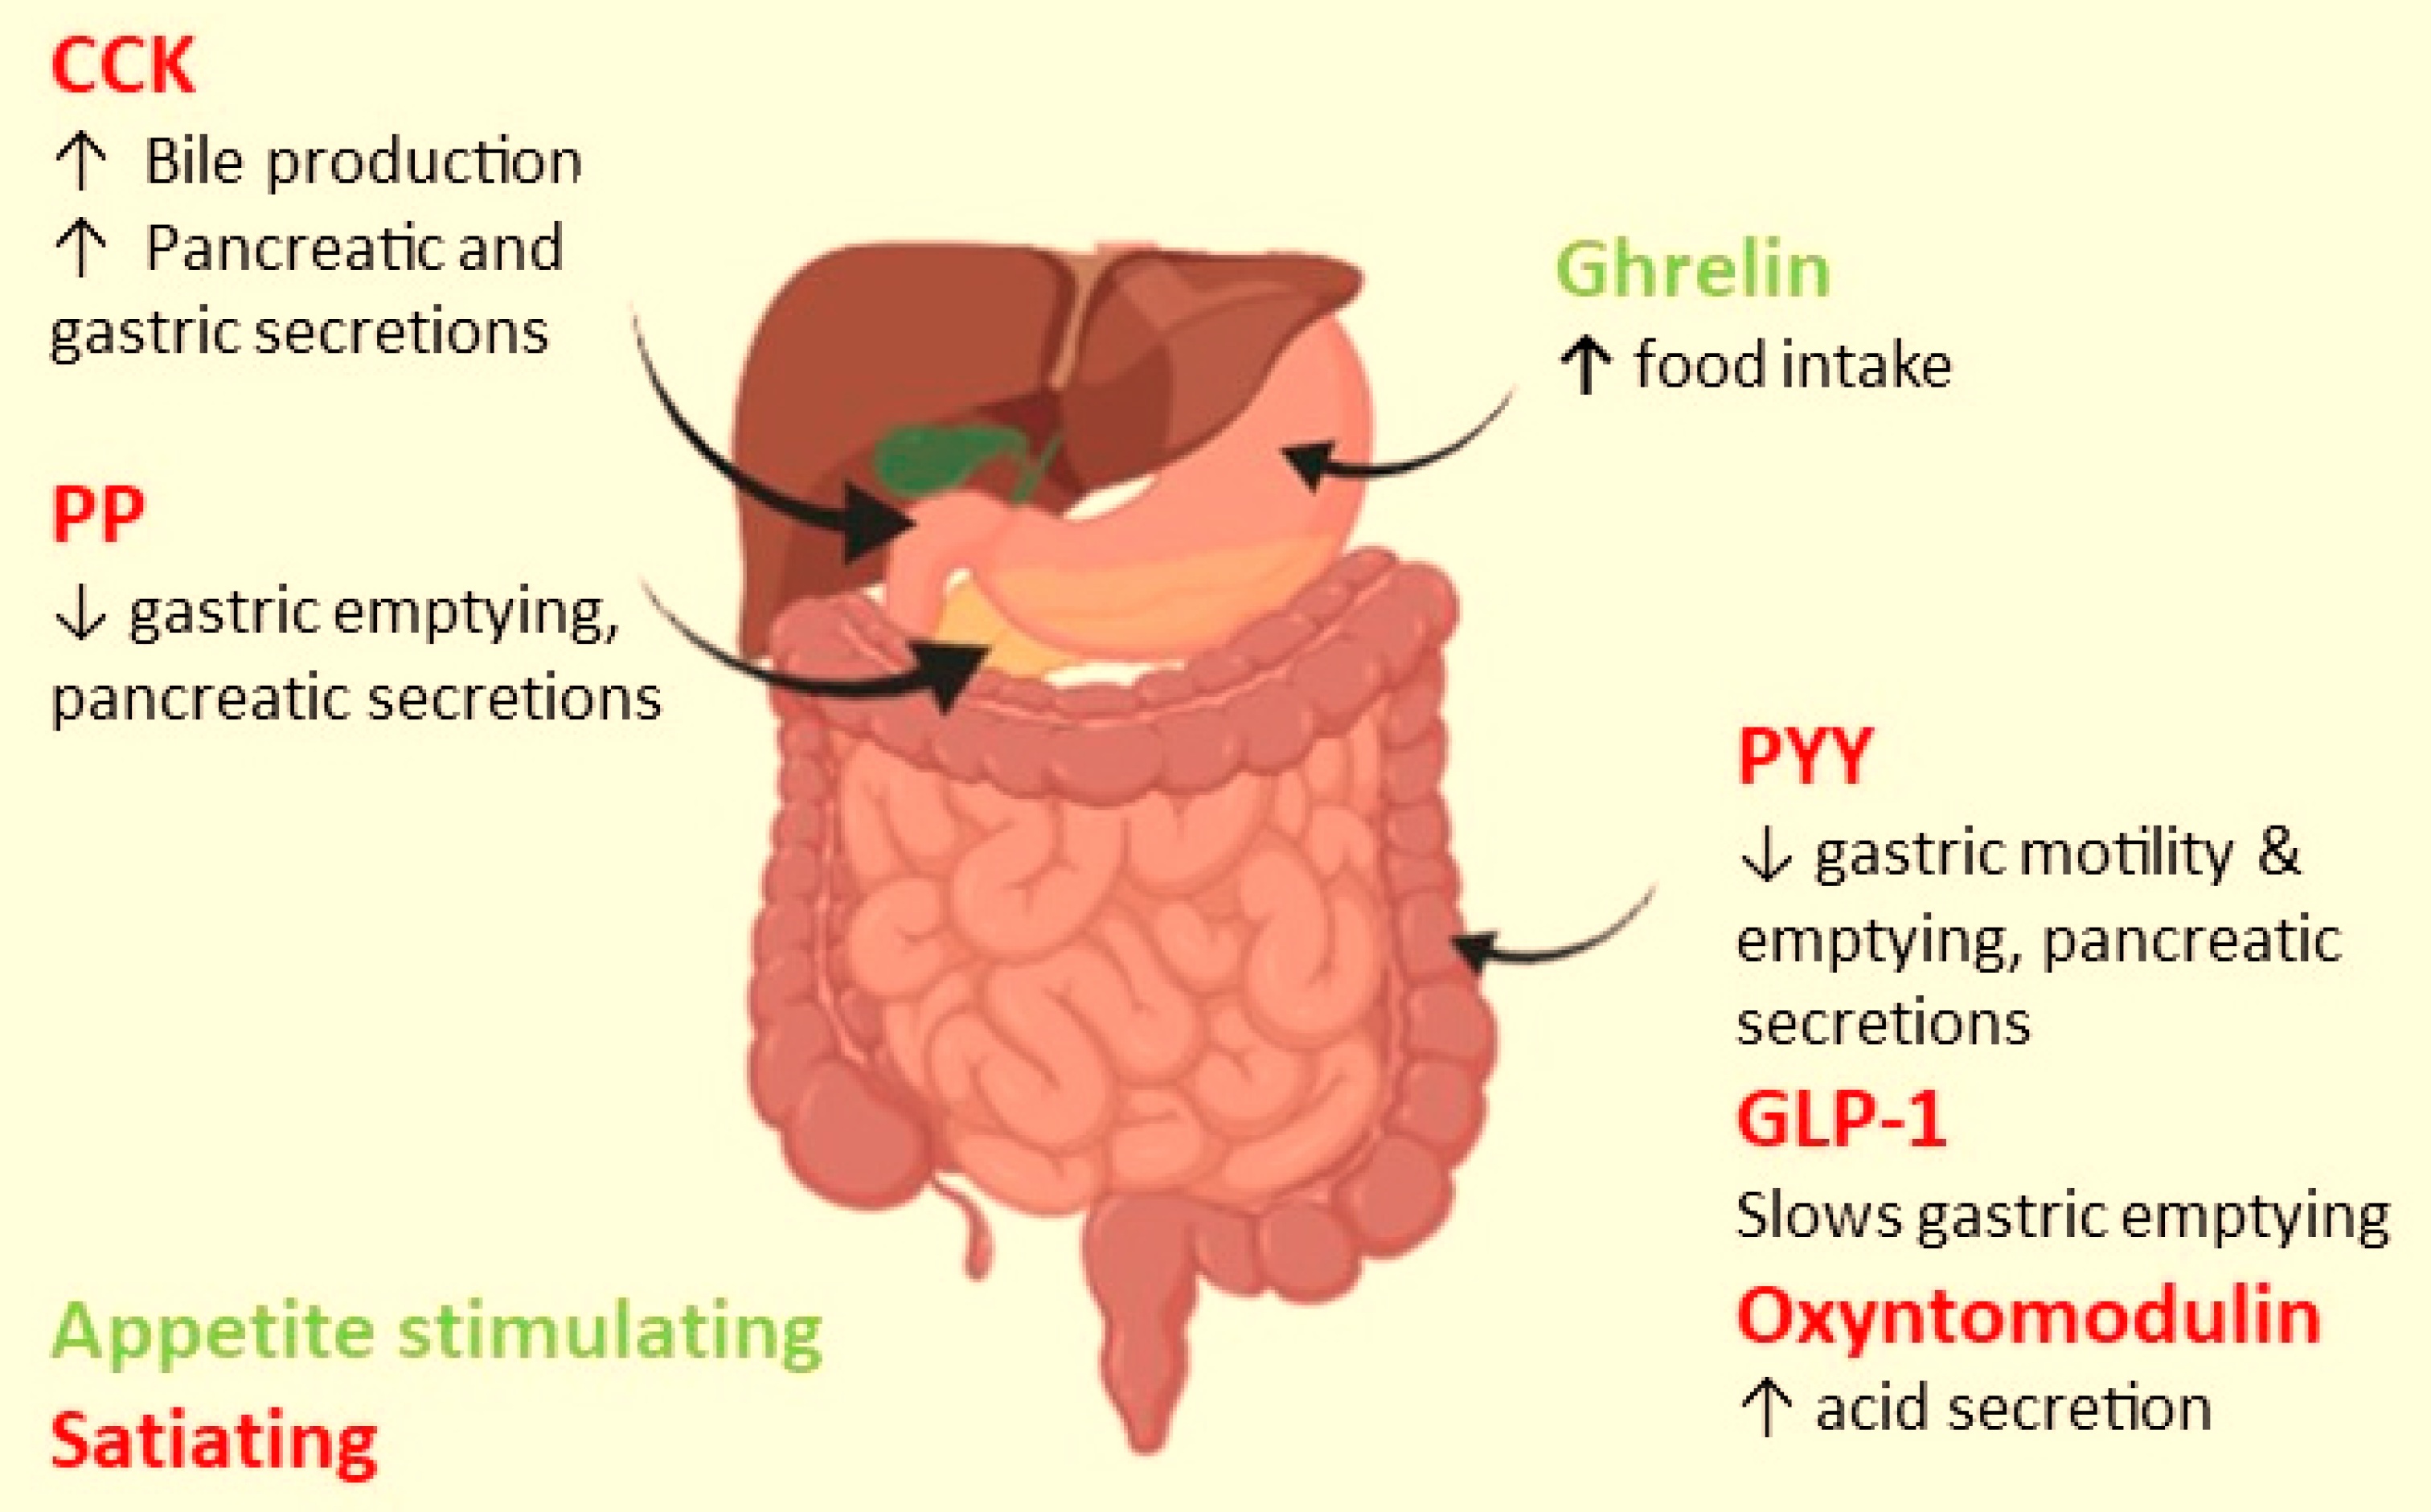 CCK
↑ Bile production
↑ Pancreatic and
gastric secretions
PP
↓ gastric emptying,
pancreatic secretions
Ghrelin
↑ food intake
PYY
↓ gastric motility &
emptying, pancreatic
secretions
GLP-1
Slows gastric emptying
Oxyntomodulin
↑ acid secretion
Appetite stimulating
Satiating